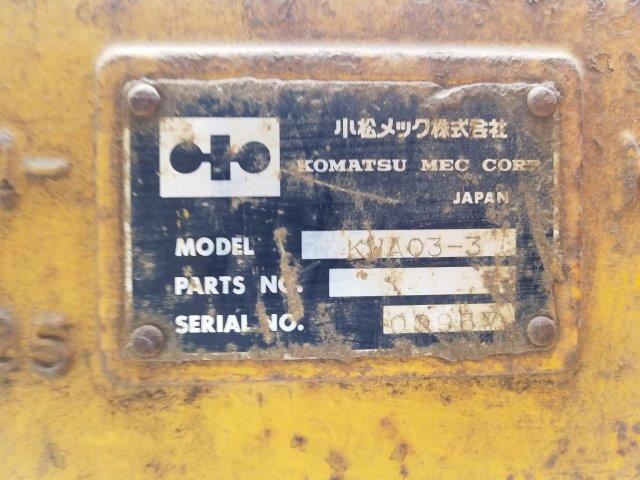 小松メック株式会社
KOMATSU MEC CORP
JAPAN
MODEL KWA03-3
PARTS NO.
SERIAL NO.